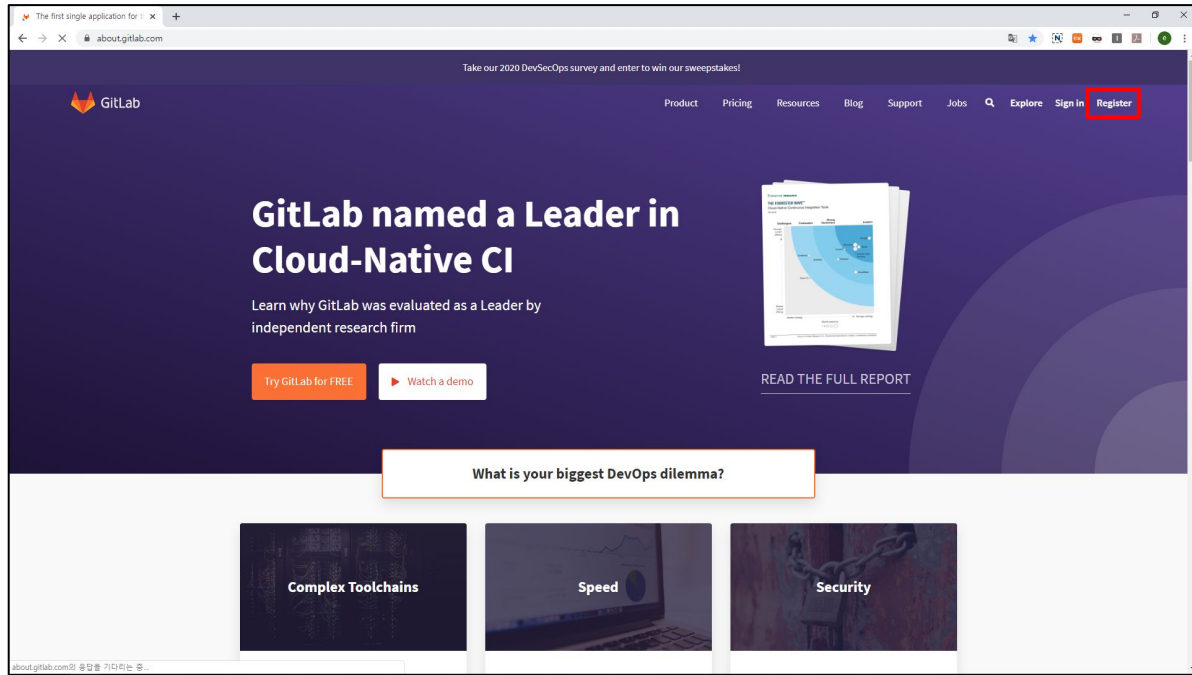 The first single application for t
about.gitlab.com
Take our 2020 DevSecOps survey and enter to win our sweepstakes!
GitLab
Product Pricing Resources Blog Support Jobs Explore Sign in Register
GitLab named a Leader in
Cloud-Native CI
Learn why GitLab was evaluated as a Leader by
independent research firm
Try GitLab for FREE
Watch a demo
READ THE FULL REPORT
What is your biggest DevOps dilemma?
Complex Toolchains
Speed
Security
about.gitlab.com의 응답을 기다리는 중...